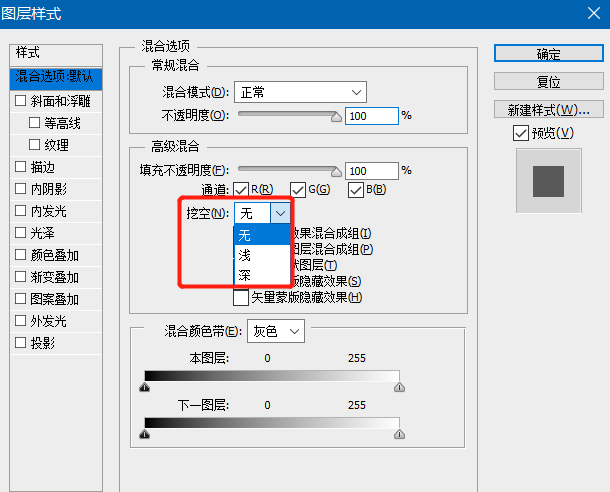 图层样式
样式
混合选项:默认
斜面和浮雕
等高线
纹理
描边
内阴影
内发光
光泽
颜色叠加
渐变叠加
图案叠加
外发光
投影
混合选项
常规混合
混合模式(D): 正常
不透明度(O): 100 %
高级混合
填充不透明度(F): 100 %
通道: R(R) G(G) B(B)
挖空(N): 无
无
浅
深
效果混合成组(I)
图层混合成组(P)
图层(T)
版隐藏效果(S)
矢量蒙版隐藏效果(H)
混合颜色带(E): 灰色
本图层: 0 255
下一图层: 0 255
确定
复位
新建样式(W)...
预览(V)